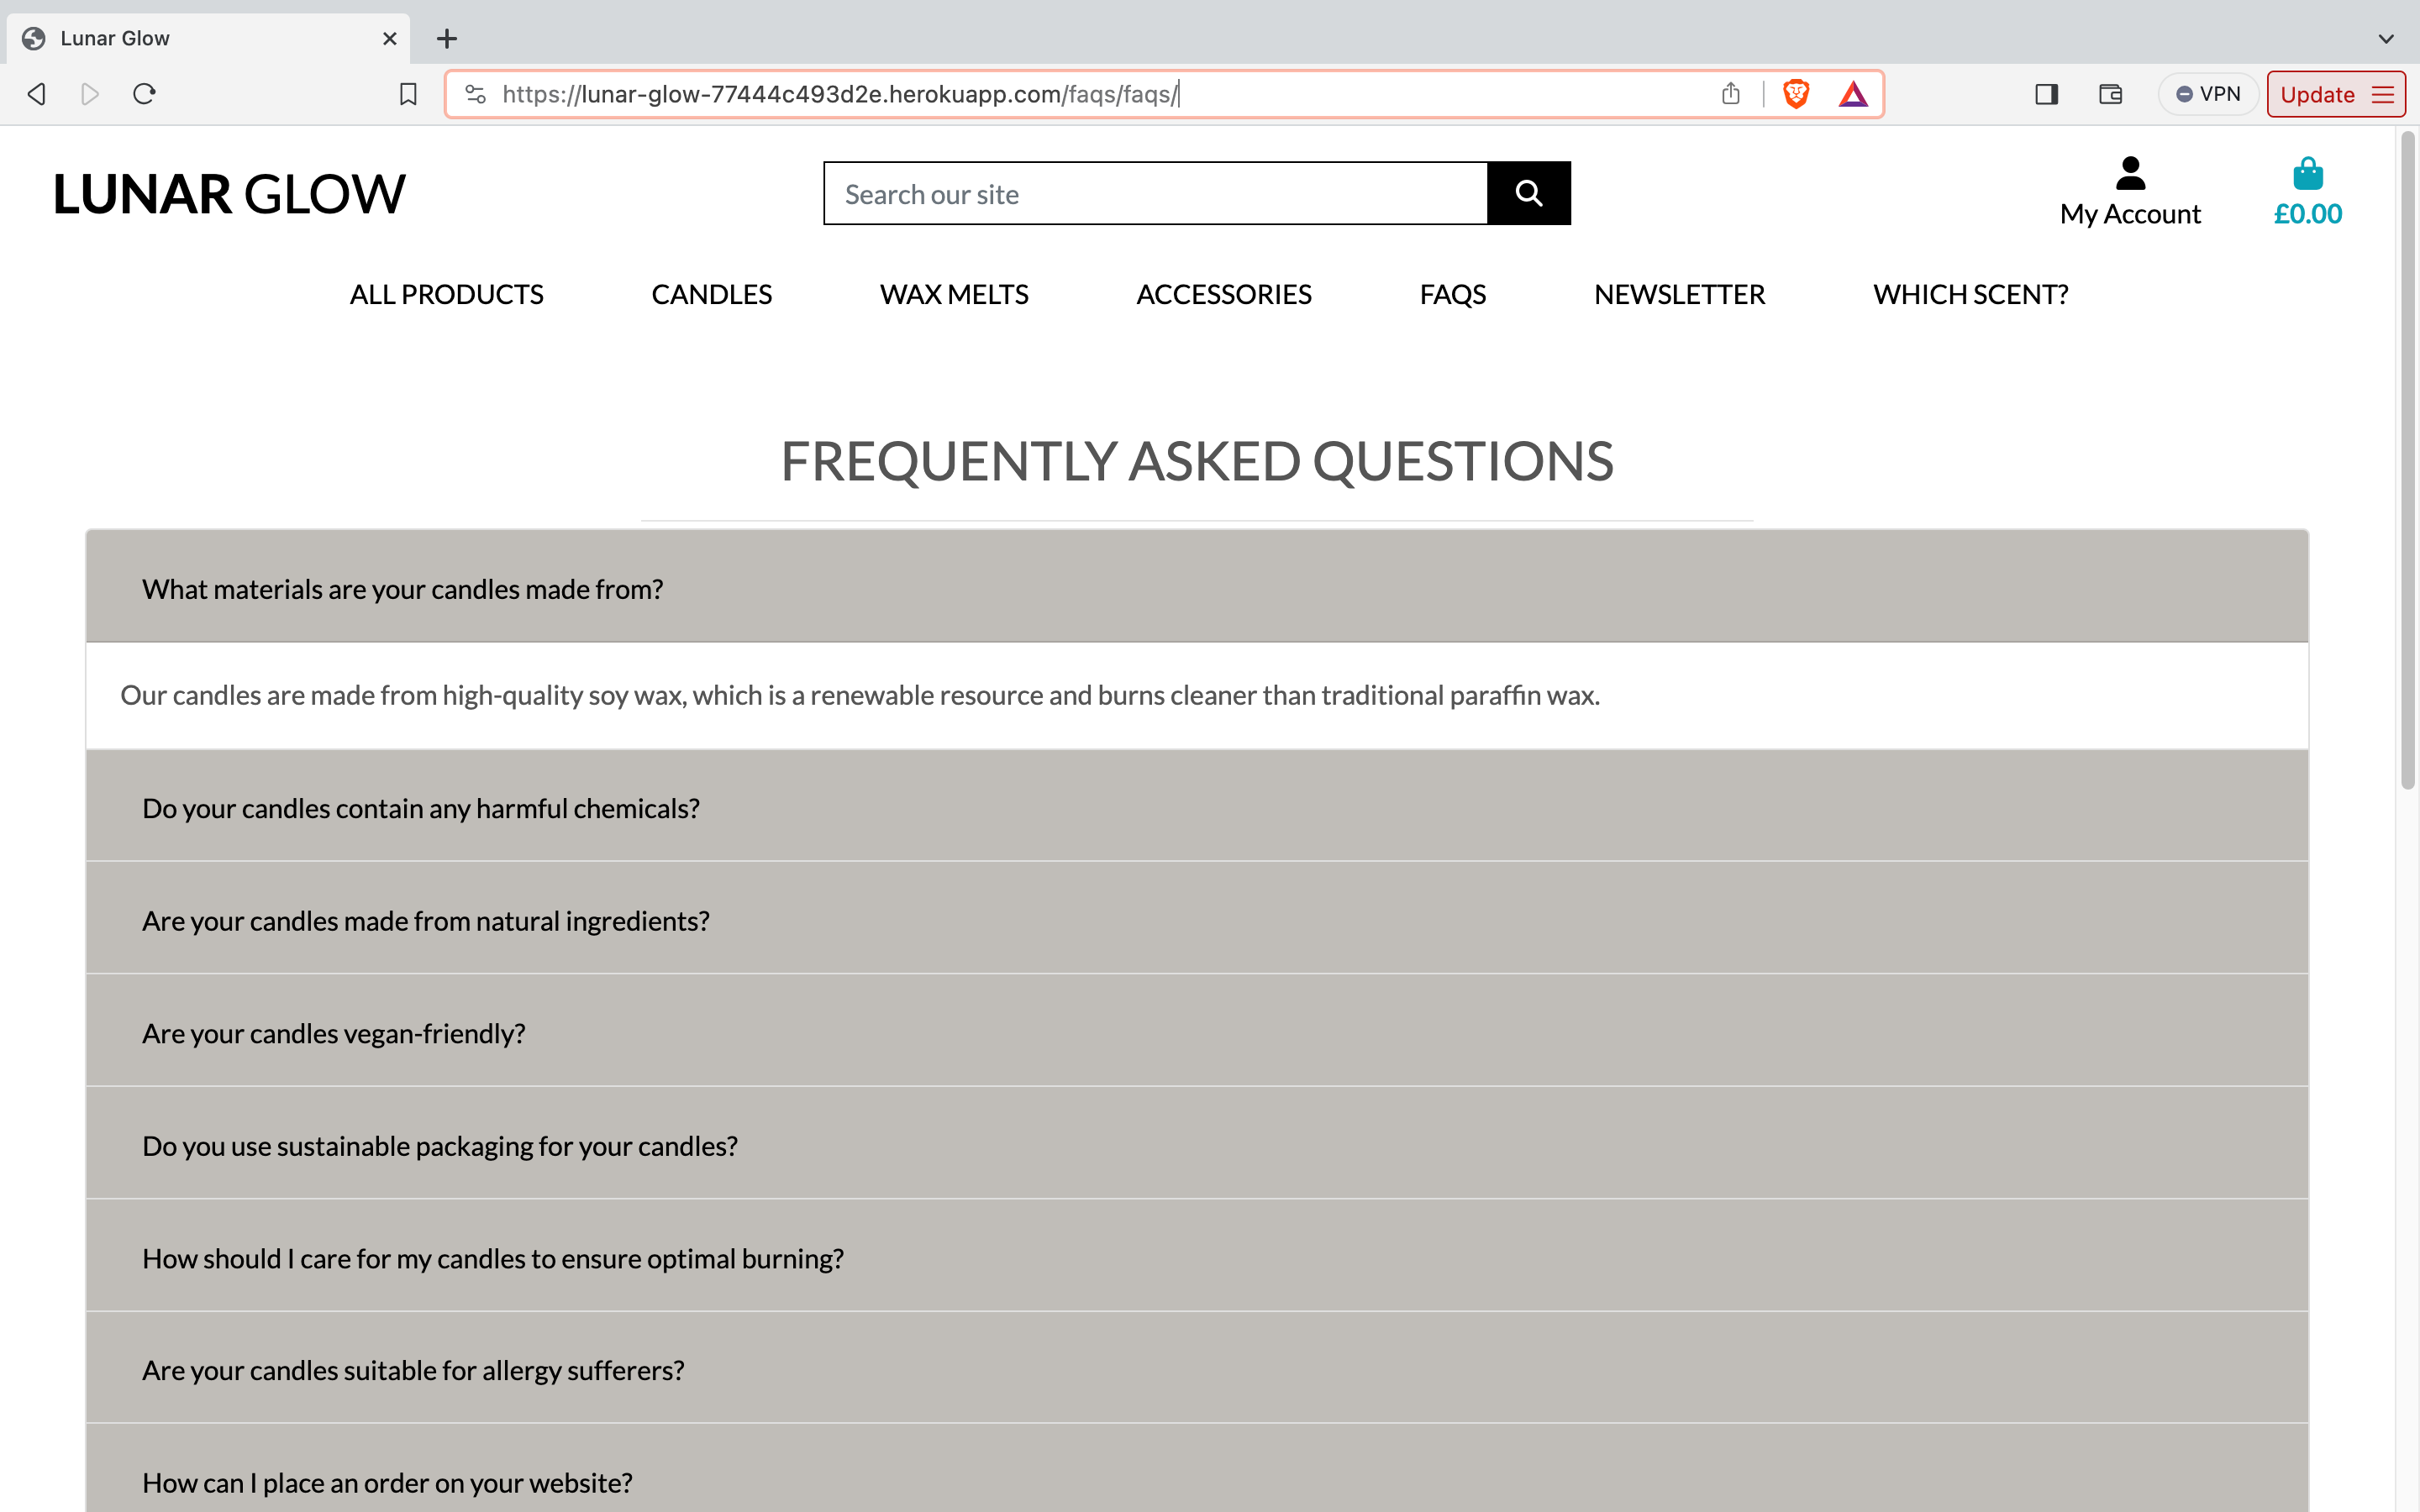 Lunar Glow
https://lunar-glow-77444c493d2e.herokuapp.com/faqs/faqs/
VPN
Update
LUNAR GLOW
Search our site
My Account
£0.00
ALL PRODUCTS
CANDLES
WAX MELTS
ACCESSORIES
FAQS
NEWSLETTER
WHICH SCENT?
FREQUENTLY ASKED QUESTIONS
What materials are your candles made from?
Our candles are made from high-quality soy wax, which is a renewable resource and burns cleaner than traditional paraffin wax.
Do your candles contain any harmful chemicals?
Are your candles made from natural ingredients?
Are your candles vegan-friendly?
Do you use sustainable packaging for your candles?
How should I care for my candles to ensure optimal burning?
Are your candles suitable for allergy sufferers?
How can I place an order on your website?